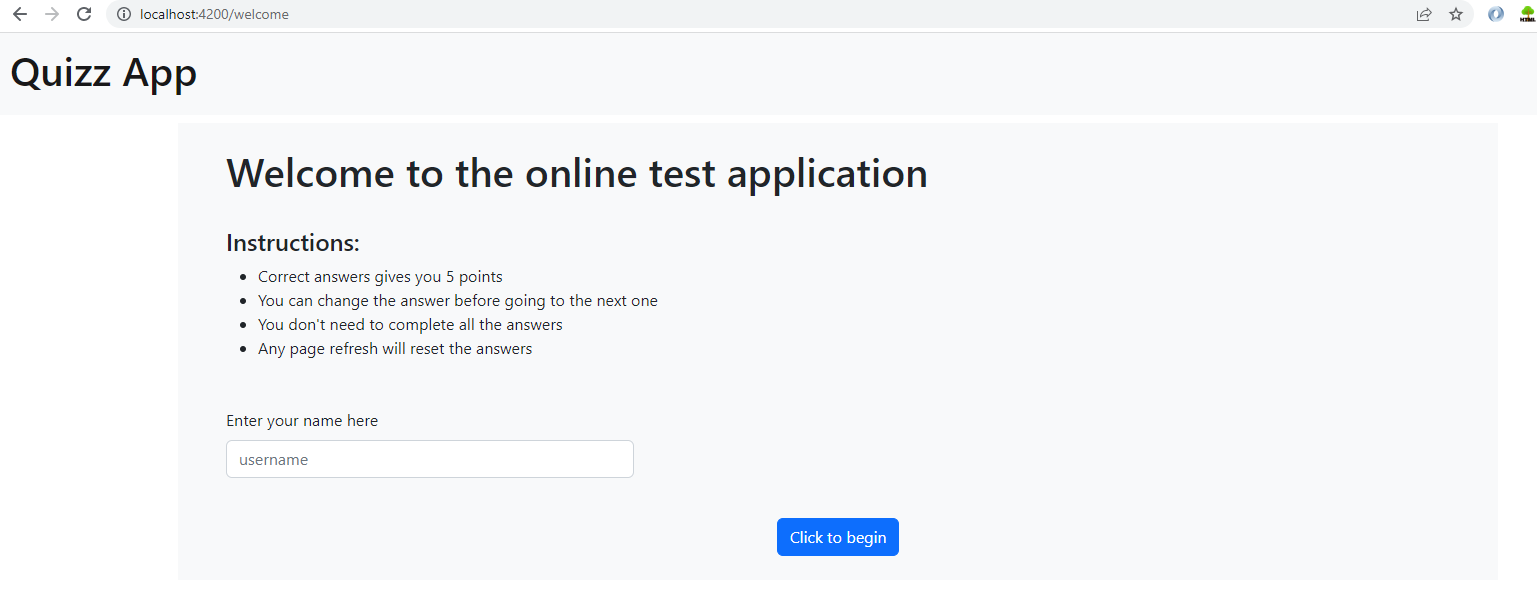 localhost:4200/welcome
HTML
Quizz App
Welcome to the online test application
Instructions:
Correct answers gives you 5 points
You can change the answer before going to the next one
You don't need to complete all the answers
Any page refresh will reset the answers
Enter your name here
username
Click to begin